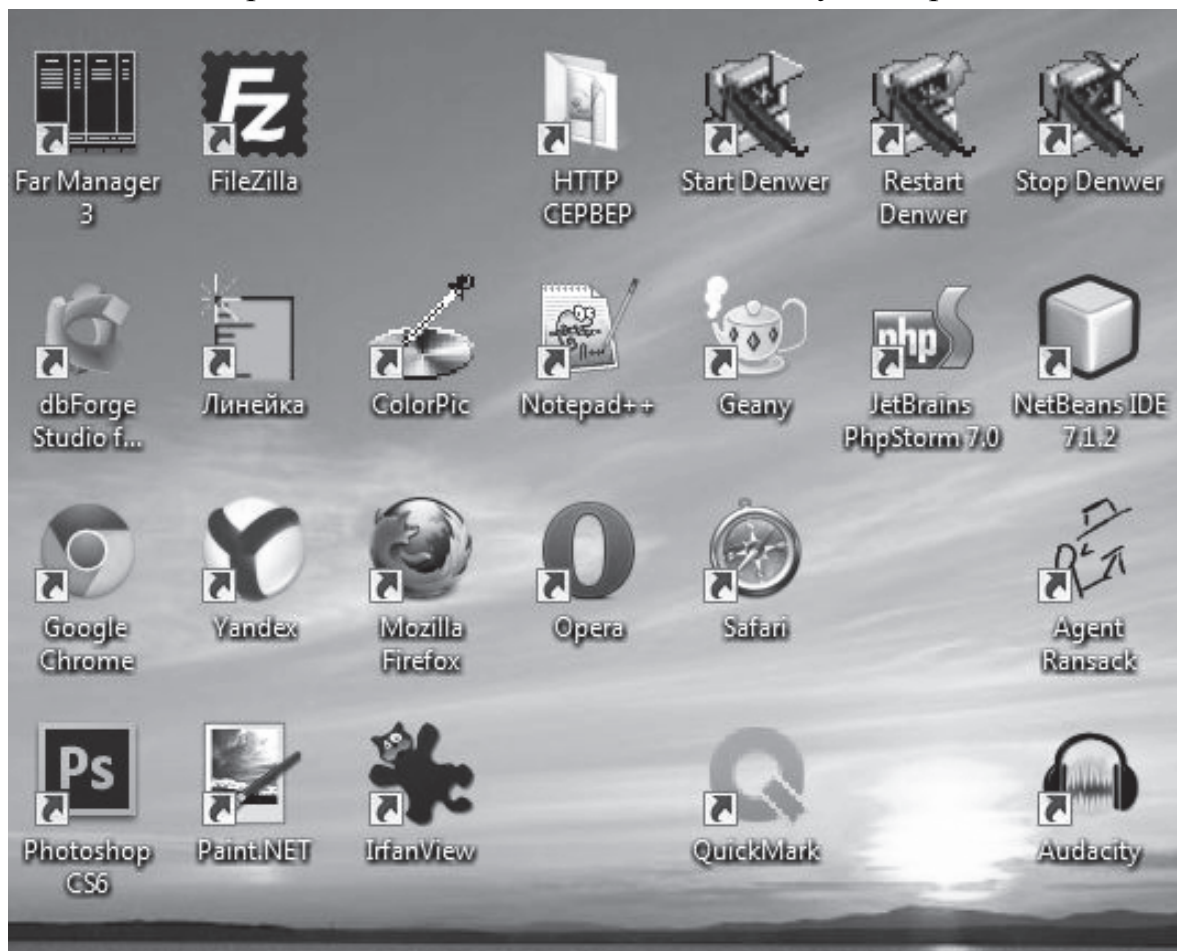 Far Manager
3
FileZilla
HTTP
СЕРВЕР
Start Denwer
Restart
Denwer
Stop Denwer
dbForge
Studio f...
Линейка
ColorPic
Notepad++
Geany
php
JetBrains
PhpStorm 7.0
NetBeans IDE
7.1.2
Google
Chrome
Yandex
Mozilla
Firefox
Opera
Safari
Agent
Ransack
Ps
Photoshop
CS6
Paint.NET
IrfanView
QuickMark
Audacity